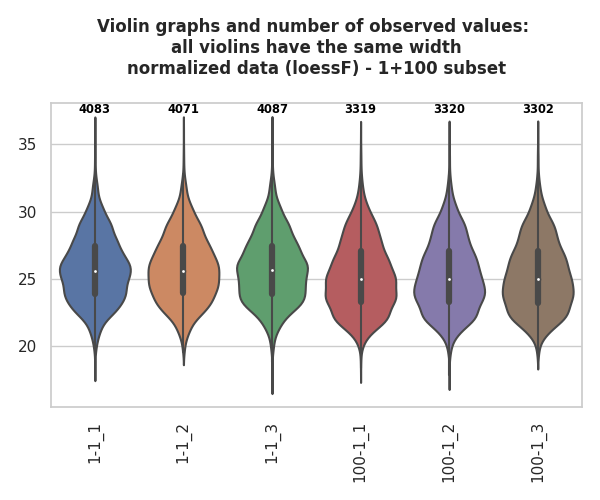 Violin graphs and number of observed values:
all violins have the same width
normalized data (loessF) - 1+100 subset
4083 4071 4087 3319 3320 3302
35
30
25
20
1-1_1 1-1_2 1-1_3 100-1_1 100-1_2 100-1_3